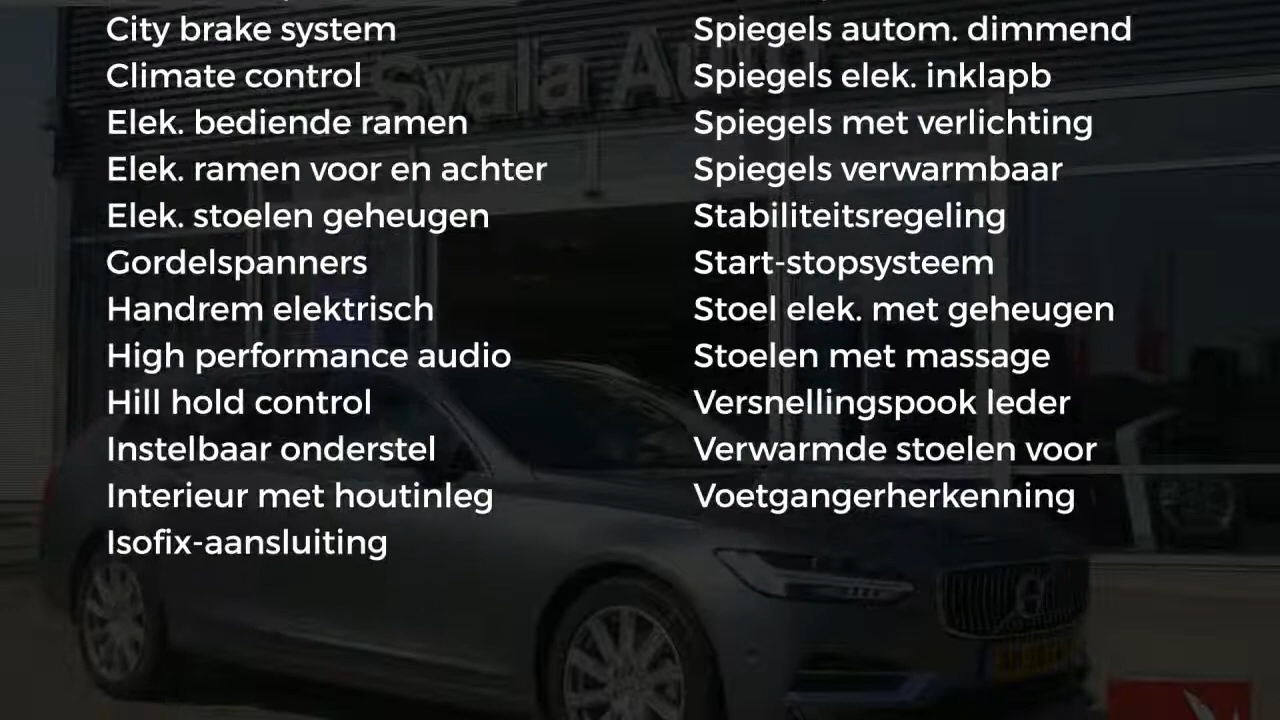 City brake system
Climate control
Elek. bediende ramen
Elek. ramen voor en achter
Elek. stoelen geheugen
Gordelspanners
Handrem elektrisch
High performance audio
Hill hold control
Instelbaar onderstel
Interieur met houtinleg
Isofix-aansluiting
Spiegels autom. dimmend
Spiegels elek. inklapb
Spiegels met verlichting
Spiegels verwarmbaar
Stabiliteitsregeling
Start-stopsysteem
Stoel elek. met geheugen
Stoelen met massage
Versnellingspook leder
Verwarmde stoelen voor
Voetgangerherkenning
Svala